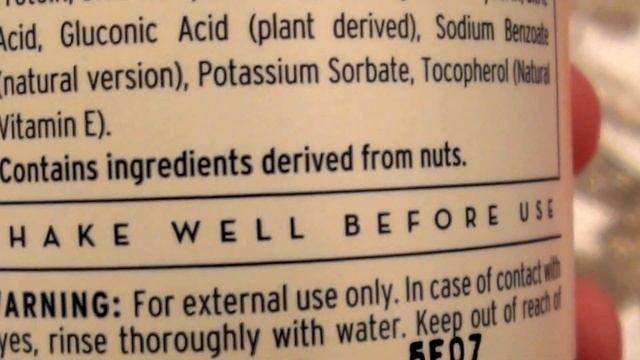 Acid, Gluconic Acid (plant derived), Sodium Benzoate
(natural version), Potassium Sorbate, Tocopherol (Natural
Vitamin E).
Contains ingredients derived from nuts.
HAKE WELL BEFORE USE
ARNING: For external use only. In case of contact with
yes, rinse thoroughly with water. Keep out of reach of
5F07